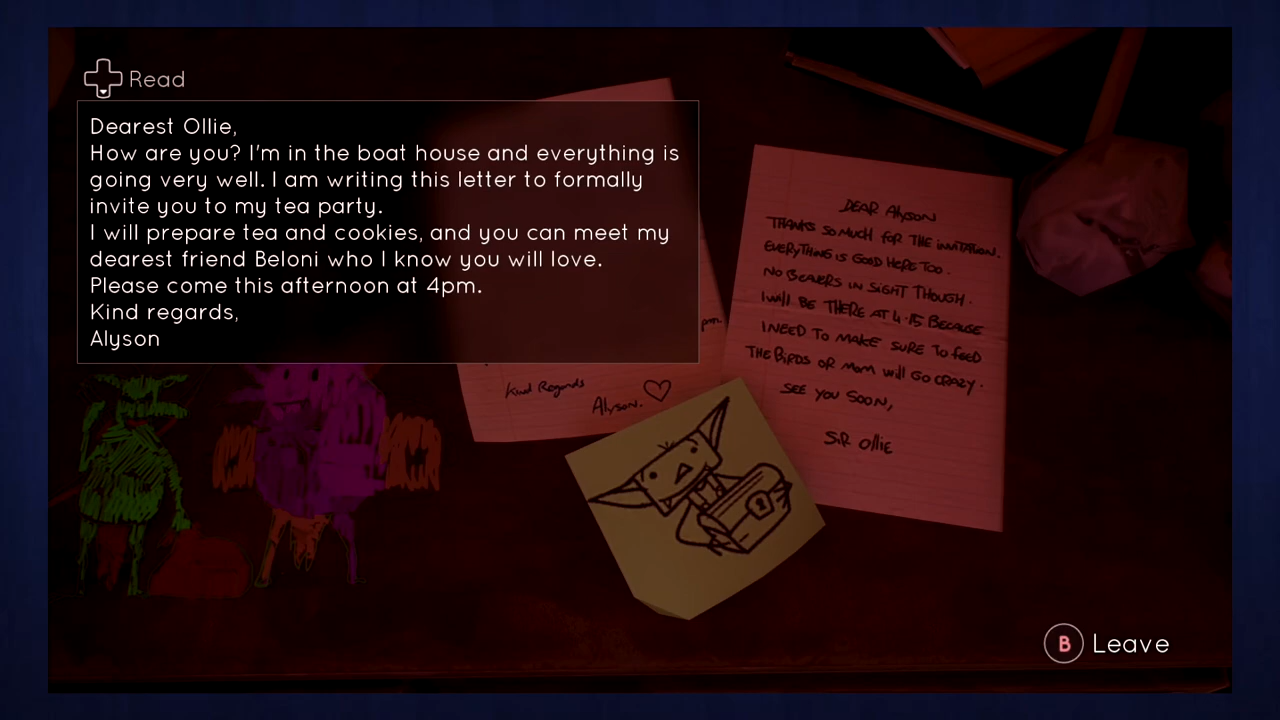 Read
Dearest Ollie,
How are you? I'm in the boat house and everything is
going very well. I am writing this letter to formally
invite you to my tea party.
I will prepare tea and cookies, and you can meet my
dearest friend Beloni who I know you will love.
Please come this afternoon at 4pm.
Kind regards,
Alyson
pm.
Kind Regards
Alyson.
DEAR Alyson
THANKS SO MUCH FOR THE INVITATION.
EVERYTHING IS GOOD HERE TOO.
NO BEAVERS IN SIGHT THOUGH.
I WILL BE THERE AT 4.15 BECAUSE
I NEED TO MAKE SURE TO FEED
THE BIRDS OR MOM WILL GO CRAZY.
SEE YOU SOON,
SIR OLLIE
B Leave